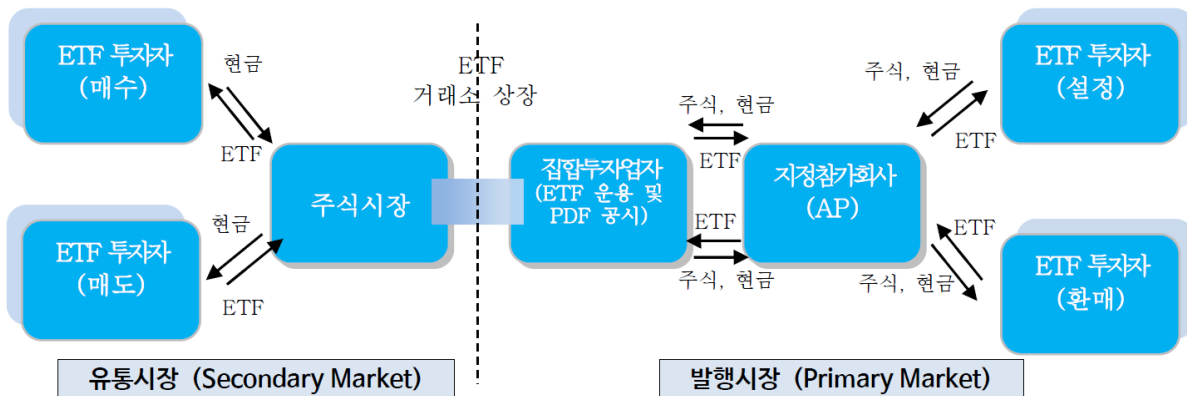 ETF 투자자
(매수)
현금
ETF
ETF
거래소 상장
주식시장
ETF 투자자
(매도)
현금
ETF
집합투자업자
(ETF 운용 및
PDF 공시)
주식, 현금
ETF
ETF
주식, 현금
지정참가회사
(AP)
주식, 현금
ETF
ETF 투자자
(설정)
ETF
주식, 현금
ETF 투자자
(환매)
유통시장 (Secondary Market)
발행시장 (Primary Market)